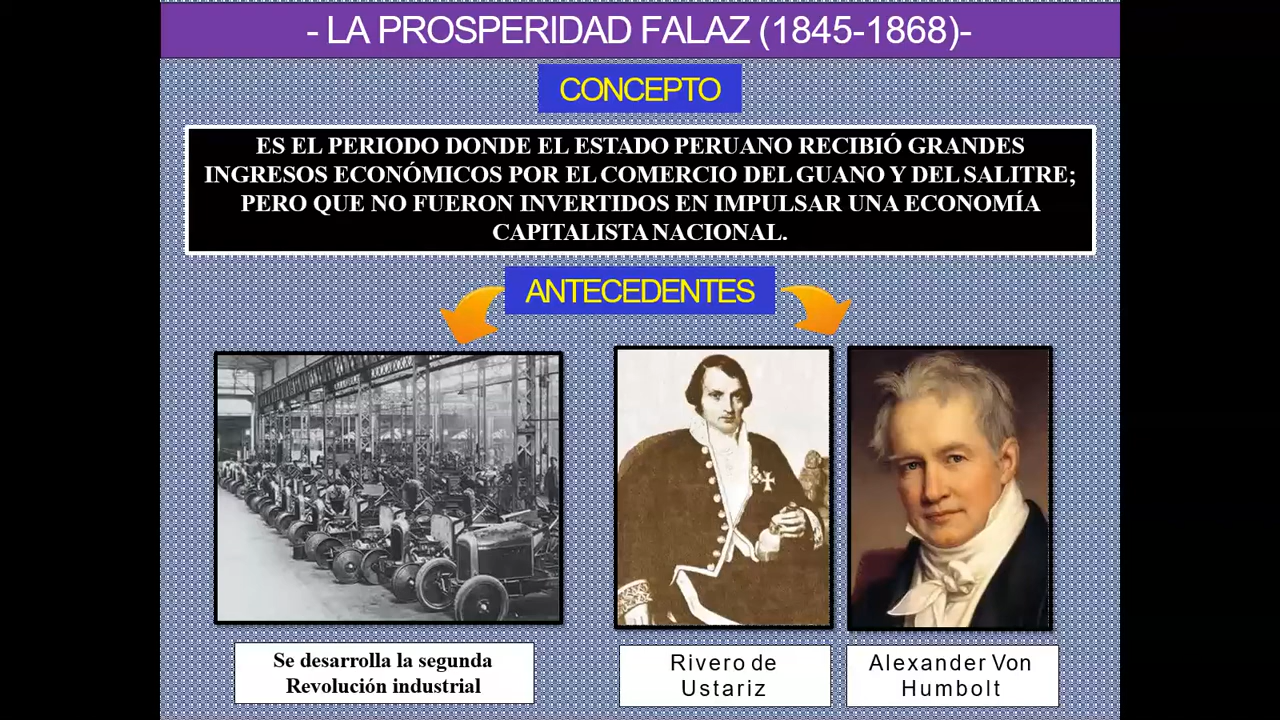 - LA PROSPERIDAD FALAZ (1845-1868)-
CONCEPTO
ES EL PERIODO DONDE EL ESTADO PERUANO RECIBIÓ GRANDES
INGRESOS ECONÓMICOS POR EL COMERCIO DEL GUANO Y DEL SALITRE;
PERO QUE NO FUERON INVERTIDOS EN IMPULSAR UNA ECONOMÍA
CAPITALISTA NACIONAL.
ANTECEDENTES
Se desarrolla la segunda
Revolución industrial
Rivero de
Ustariz
Alexander Von
Humbolt